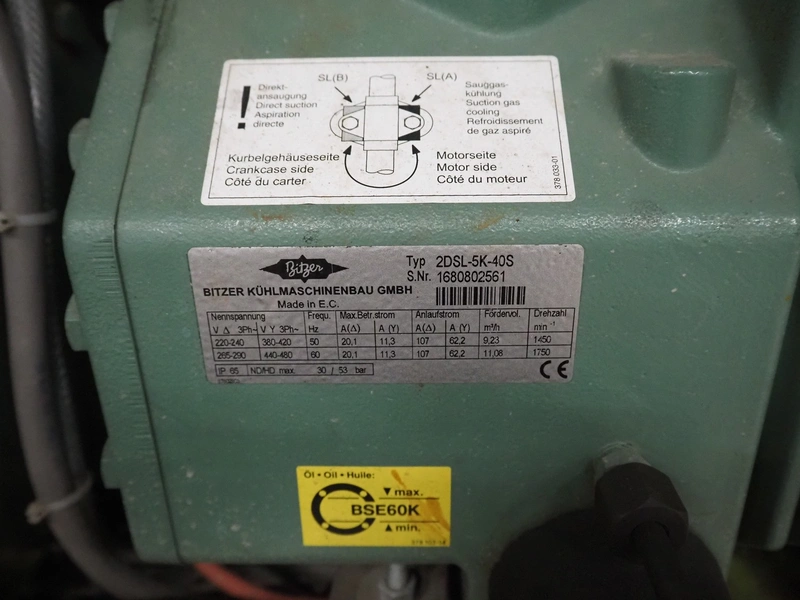 SL(B)
SL(A)
!
Direkt-
ansaugung
Direct suction
Aspiration
directe
Sauggas-
kühlung
Suction gas
cooling
Refroidissement
de gaz aspiré
Kurbelgehäuseseite
Crankcase side
Côté du carter
Motorseite
Motor side
Côté du moteur
378.033-01
Bitzer
Typ 2DSL-5K-40S
S.Nr. 1680802561
BITZER KÜHLMASCHINENBAU GMBH
Made in E.C.
Nennspannung Frequ. Max.Betr.strom Anlaufstrom Fördervol. Drehzahl
V Δ 3Ph~ V Y 3Ph~ Hz A(Δ) A (Y) A(Δ) A (Y) m³/h min⁻¹
220-240 380-420 50 20,1 11,3 107 62,2 9,23 1450
265-290 440-480 60 20,1 11,3 107 62,2 11,08 1750
IP 65 ND/HD max. 30 / 53 bar
CE
Öl • Oil • Huile:
▼ max.
BSE60K
▲ min.